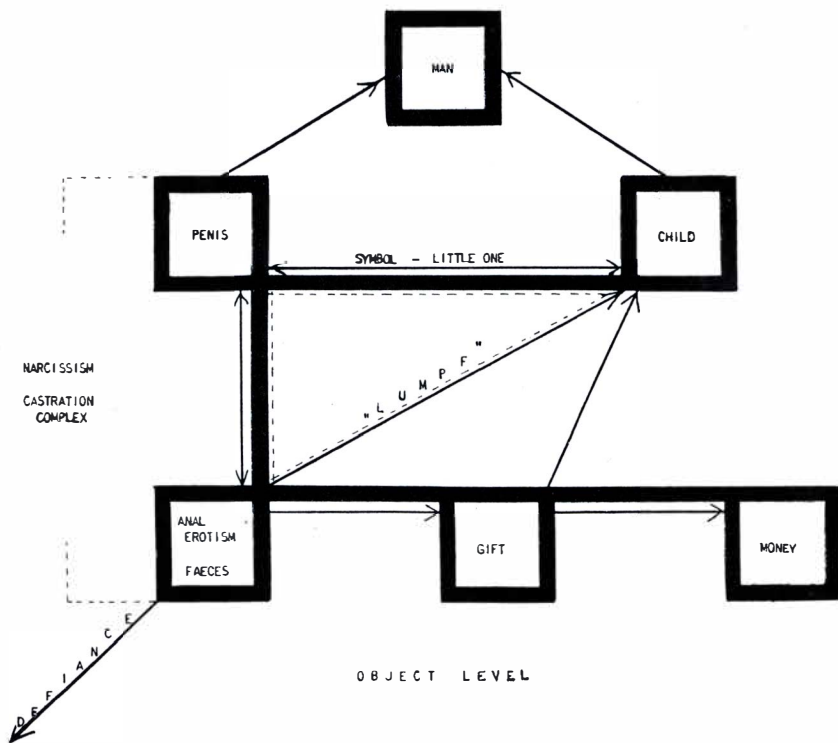 MAN
PENIS
CHILD
SYMBOL - LITTLE ONE
"LUMPF"
NARCISSISM
CASTRATION
COMPLEX
ANAL
EROTISM
FAECES
GIFT
MONEY
DEFIANCE
OBJECT LEVEL